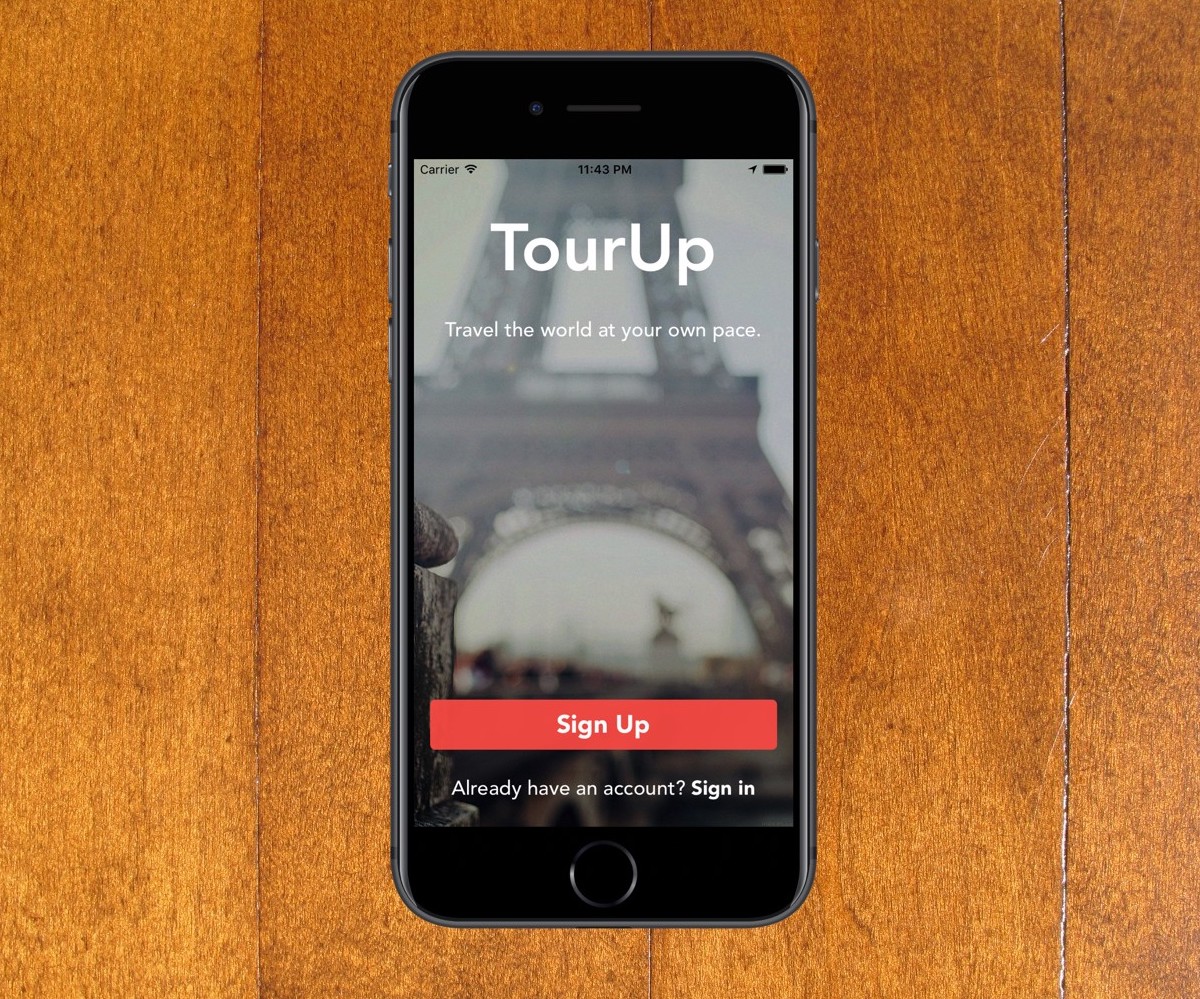 Carrier 11:43 PM
TourUp
Travel the world at your own pace.
Sign Up
Already have an account? Sign in